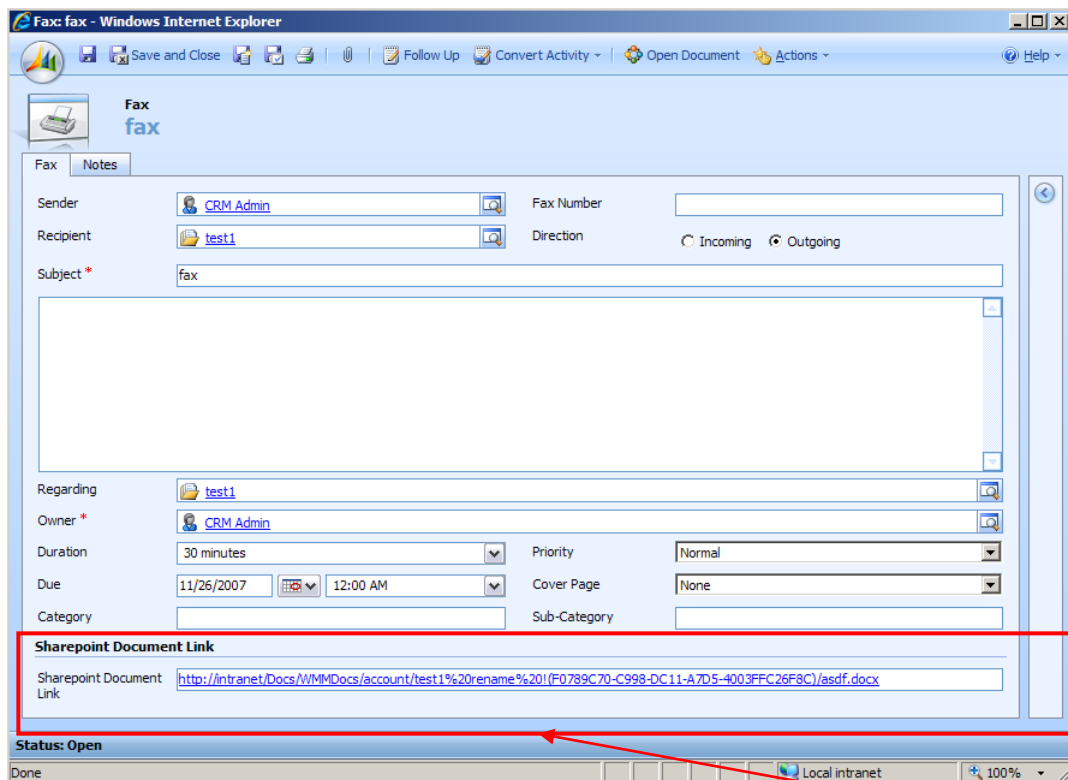 Fax: fax - Windows Internet Explorer
Save and Close Follow Up Convert Activity Open Document Actions Help
Fax
fax
Fax Notes
Sender CRM Admin Fax Number
Recipient test1 Direction Incoming Outgoing
Subject * fax
Regarding test1
Owner * CRM Admin
Duration 30 minutes Priority Normal
Due 11/26/2007 12:00 AM Cover Page None
Category Sub-Category
Sharepoint Document Link
Sharepoint Document http://intranet/Docs/WMMDocs/account/test1%20rename%20!(F0789C70-C998-DC11-A7D5-4003FFC26F8C)/asdf.docx
Link
Status: Open
Done Local intranet 100%